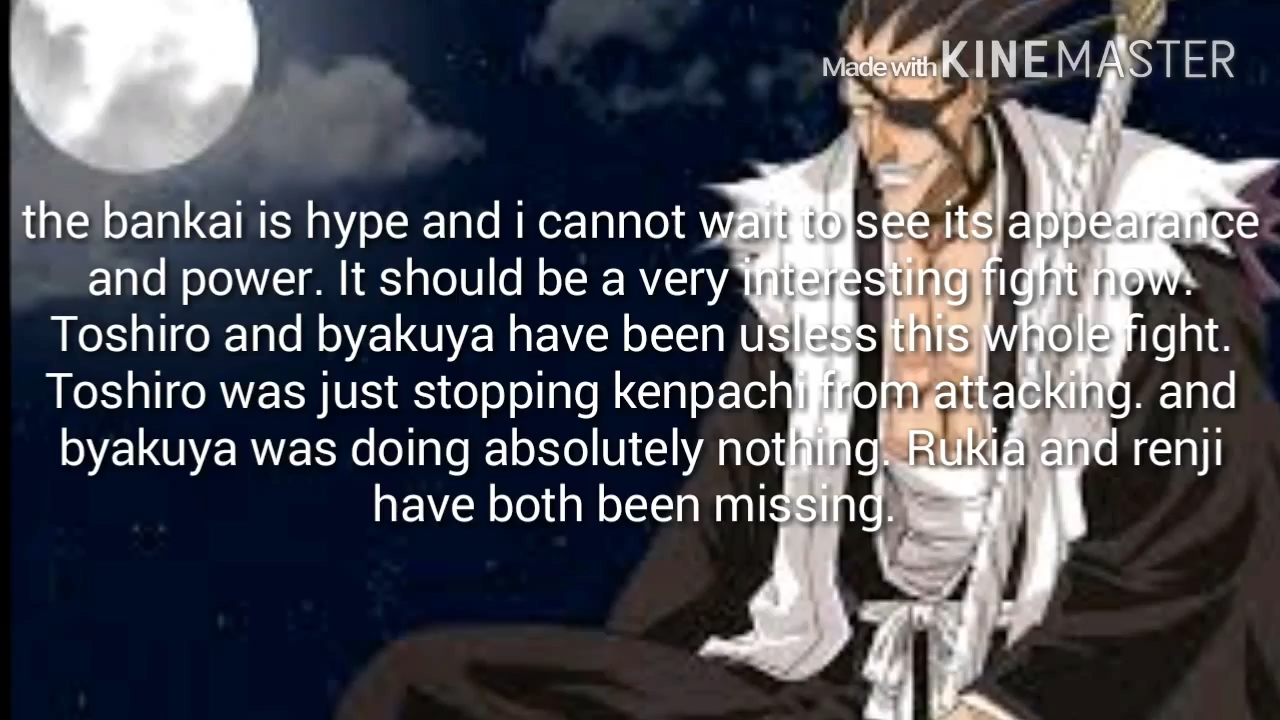 Made with KINEMASTER
the bankai is hype and i cannot wait to see its appearance
and power. It should be a very interesting fight now.
Toshiro and byakuya have been usless this whole fight.
Toshiro was just stopping kenpachi from attacking. and
byakuya was doing absolutely nothing. Rukia and renji
have both been missing.